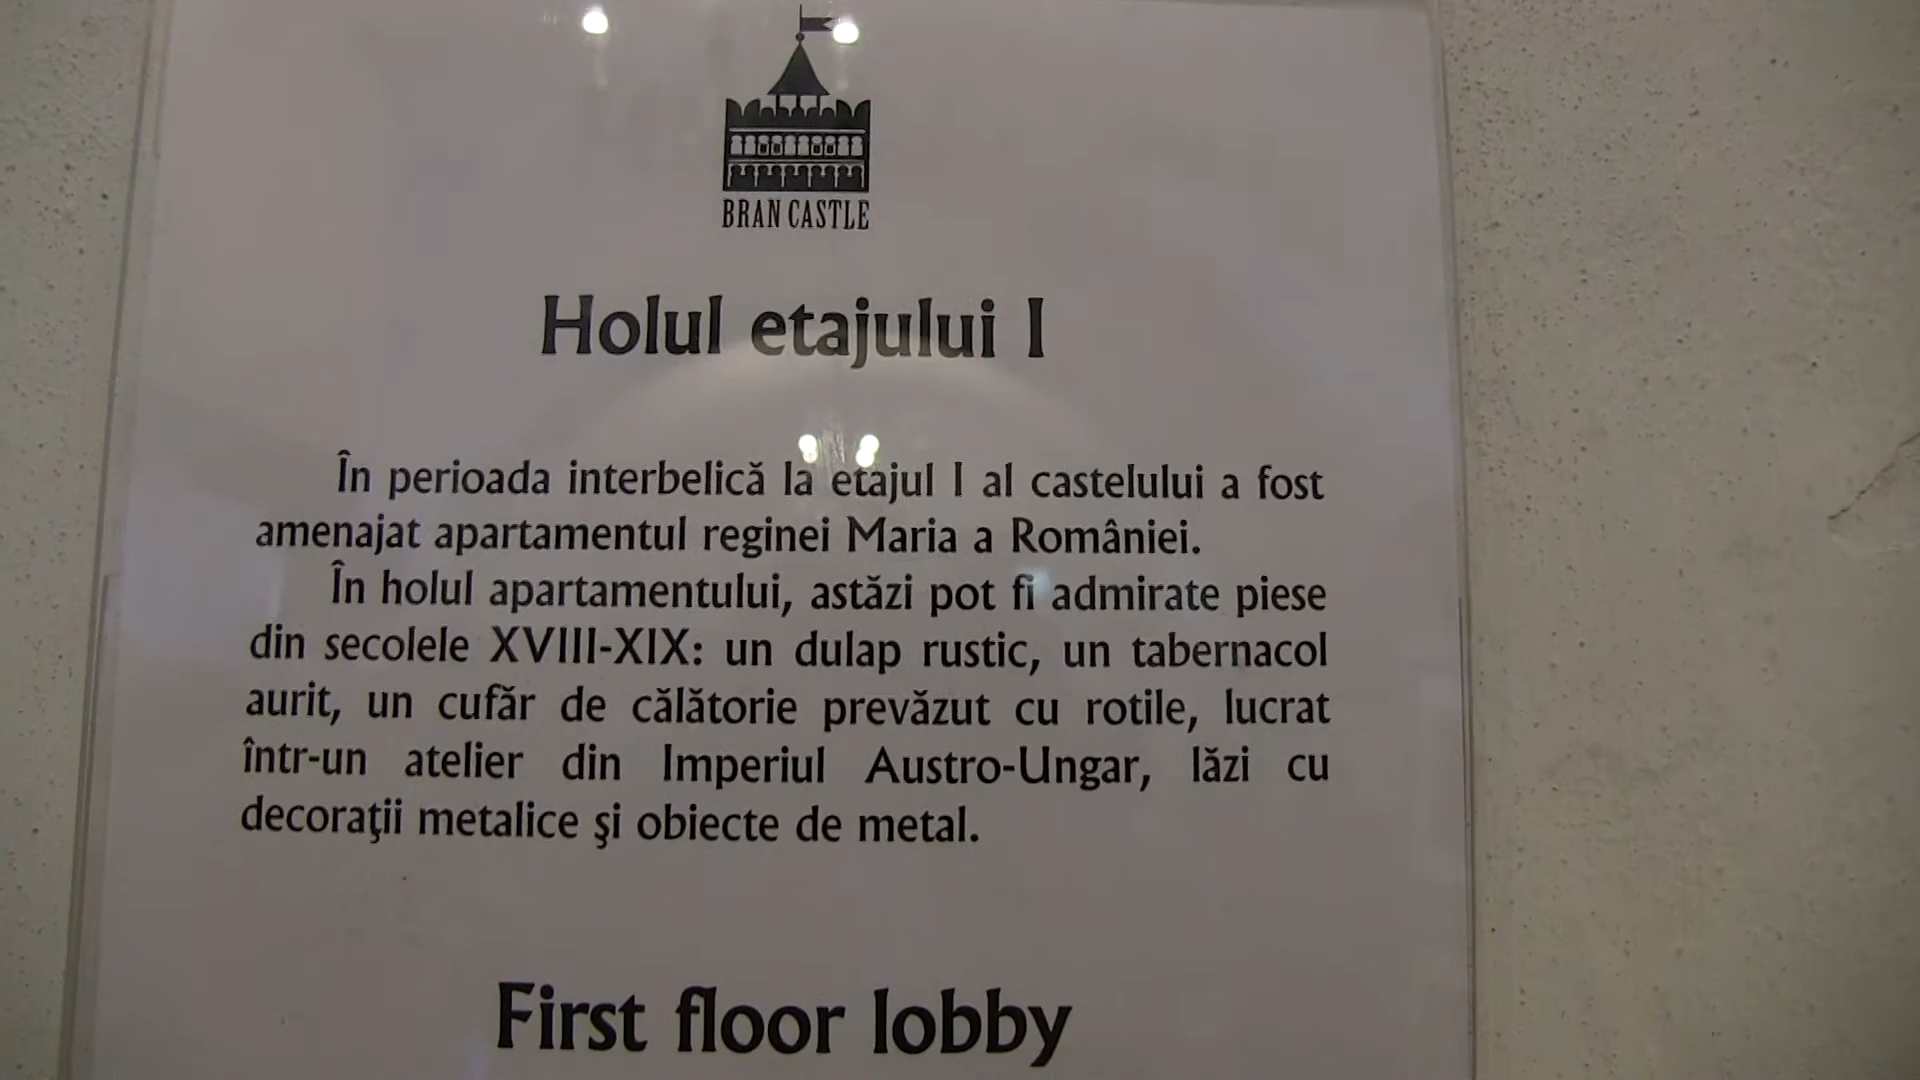 BRAN CASTLE
Holul etajului I
În perioada interbelică la etajul I al castelului a fost
amenajat apartamentul reginei Maria a României.
În holul apartamentului, astăzi pot fi admirate piese
din secolele XVIII-XIX: un dulap rustic, un tabernacol
aurit, un cufăr de călătorie prevăzut cu rotile, lucrat
într-un atelier din Imperiul Austro-Ungar, lăzi cu
decoraţii metalice şi obiecte de metal.
First floor lobby